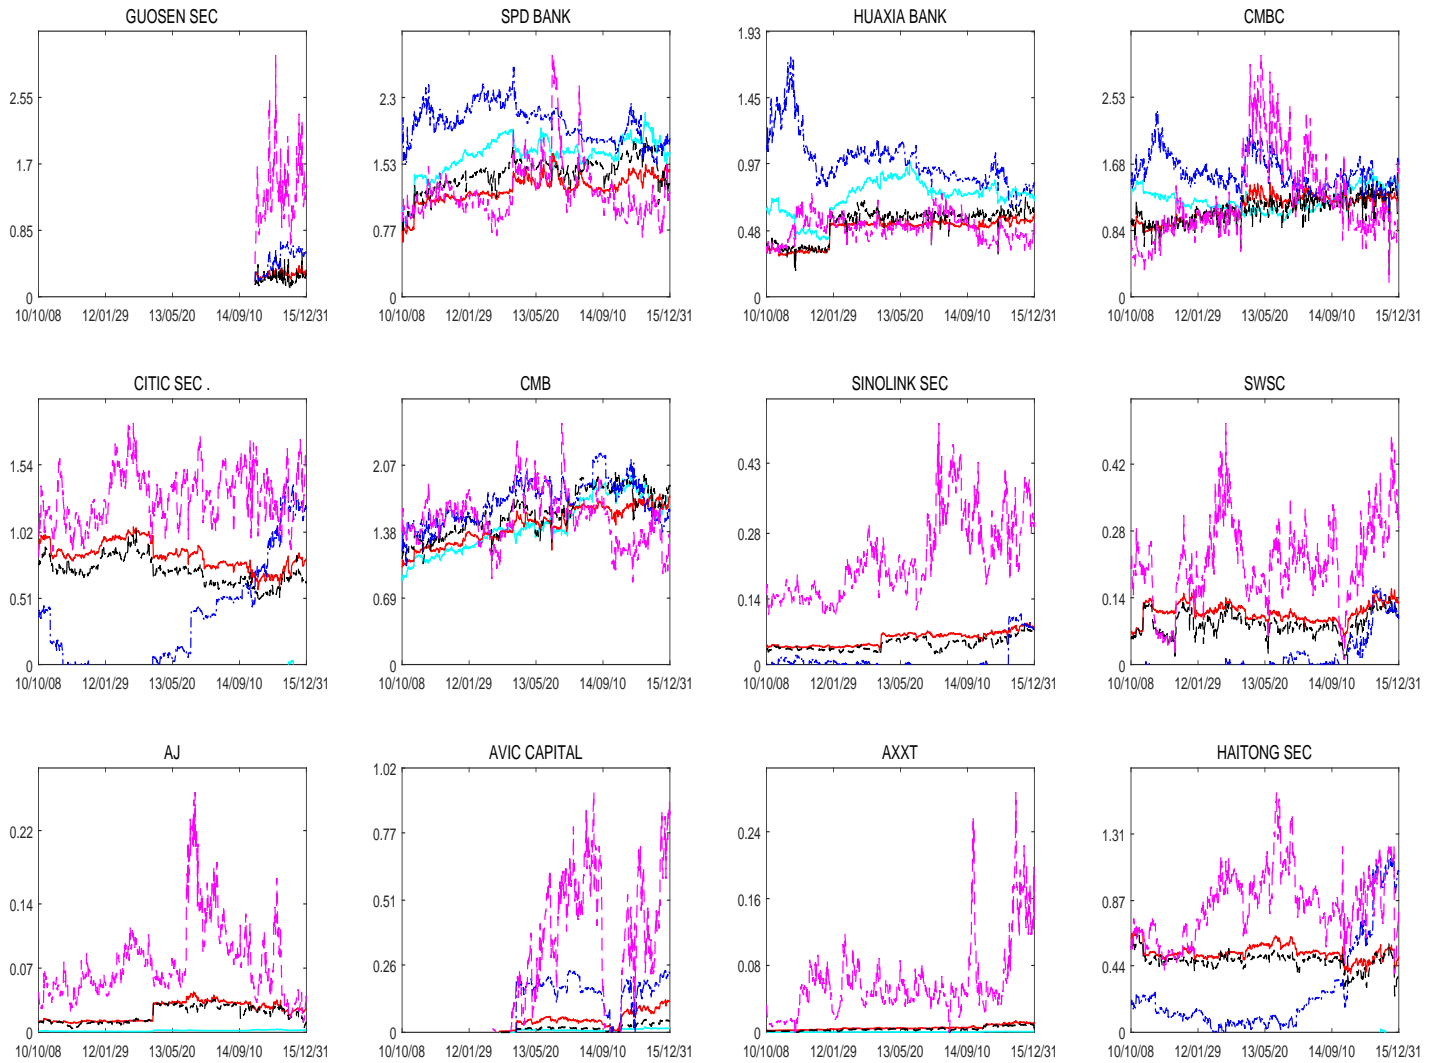 GUOSEN SEC
2.55
1.7
0.85
0
10/10/08 12/01/29 13/05/20 14/09/10 15/12/31
SPD BANK
2.3
1.53
0.77
0
10/10/08 12/01/29 13/05/20 14/09/10 15/12/31
HUAXIA BANK
1.93
1.45
0.97
0.48
0
10/10/08 12/01/29 13/05/20 14/09/10 15/12/31
CMBC
2.53
1.68
0.84
0
10/10/08 12/01/29 13/05/20 14/09/10 15/12/31
CITIC SEC .
1.54
1.02
0.51
0
10/10/08 12/01/29 13/05/20 14/09/10 15/12/31
CMB
2.07
1.38
0.69
0
10/10/08 12/01/29 13/05/20 14/09/10 15/12/31
SINOLINK SEC
0.43
0.28
0.14
0
10/10/08 12/01/29 13/05/20 14/09/10 15/12/31
SWSC
0.42
0.28
0.14
0
10/10/08 12/01/29 13/05/20 14/09/10 15/12/31
AJ
0.22
0.14
0.07
0
10/10/08 12/01/29 13/05/20 14/09/10 15/12/31
AVIC CAPITAL
1.02
0.77
0.51
0.26
0
10/10/08 12/01/29 13/05/20 14/09/10 15/12/31
AXXT
0.24
0.16
0.08
0
10/10/08 12/01/29 13/05/20 14/09/10 15/12/31
HAITONG SEC
1.31
0.87
0.44
0
10/10/08 12/01/29 13/05/20 14/09/10 15/12/31